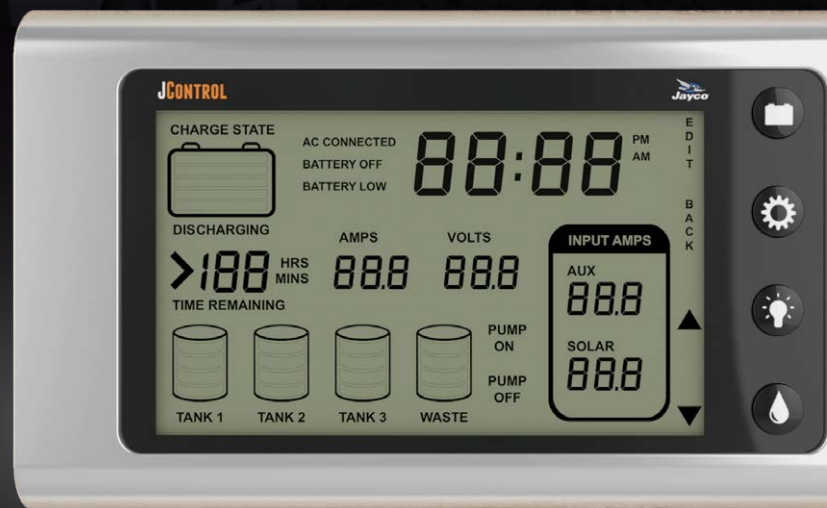 JCONTROL
Jayco
CHARGE STATE
AC CONNECTED
BATTERY OFF
BATTERY LOW
88:88
PM
AM
EDIT
BACK
DISCHARGING
>188
HRS
MINS
TIME REMAINING
AMPS
88.8
VOLTS
88.8
INPUT AMPS
AUX
88.8
SOLAR
88.8
PUMP
ON
PUMP
OFF
TANK 1
TANK 2
TANK 3
WASTE